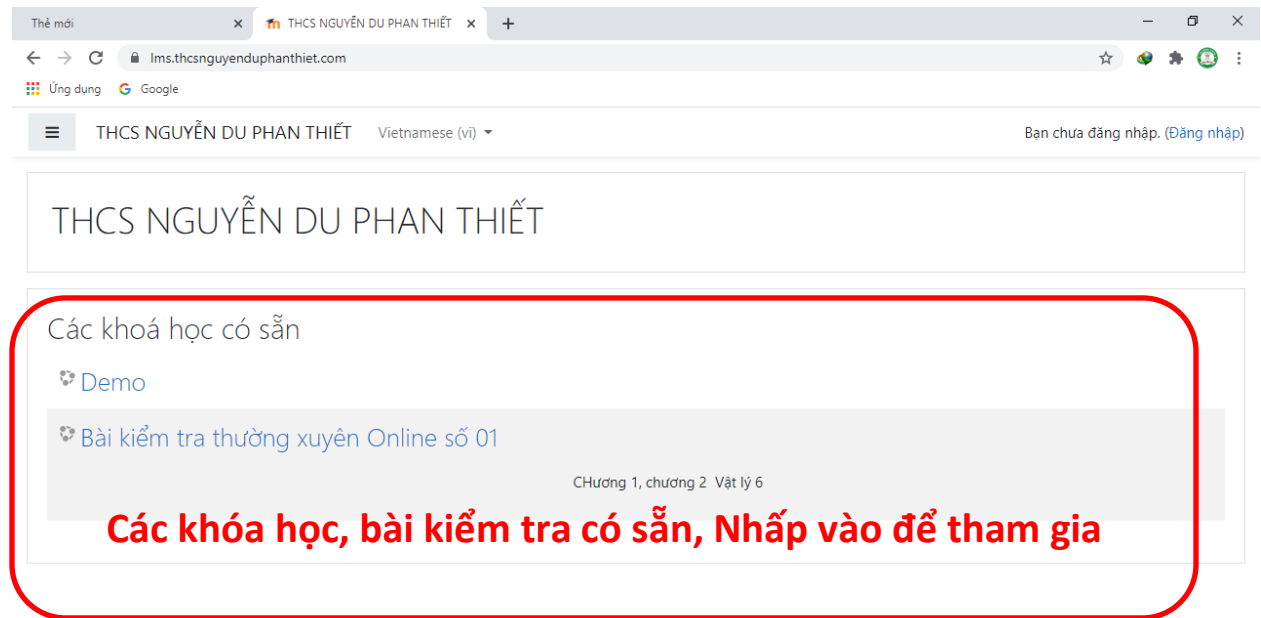 Thẻ mới
THCS NGUYỄN DU PHAN THIẾT
lms.thcsnguyenduphanthiet.com
Ứng dụng Google
THCS NGUYỄN DU PHAN THIẾT Vietnamese (vi) Bạn chưa đăng nhập. (Đăng nhập)
THCS NGUYỄN DU PHAN THIẾT
Các khoá học có sẵn
Demo
Bài kiểm tra thường xuyên Online số 01
CHương 1, chương 2 Vật lý 6
Các khóa học, bài kiểm tra có sẵn, Nhấp vào để tham gia